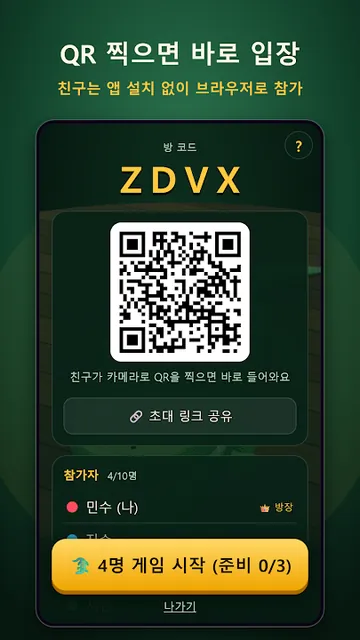 QR 찍으면 바로 입장
친구는 앱 설치 없이 브라우저로 참가
방 코드
?
ZDVX
친구가 카메라로 QR을 찍으면 바로 들어와요
초대 링크 공유
참가자 4/10명
민수 (나) 방장
4명 게임 시작 (준비 0/3)
나가기